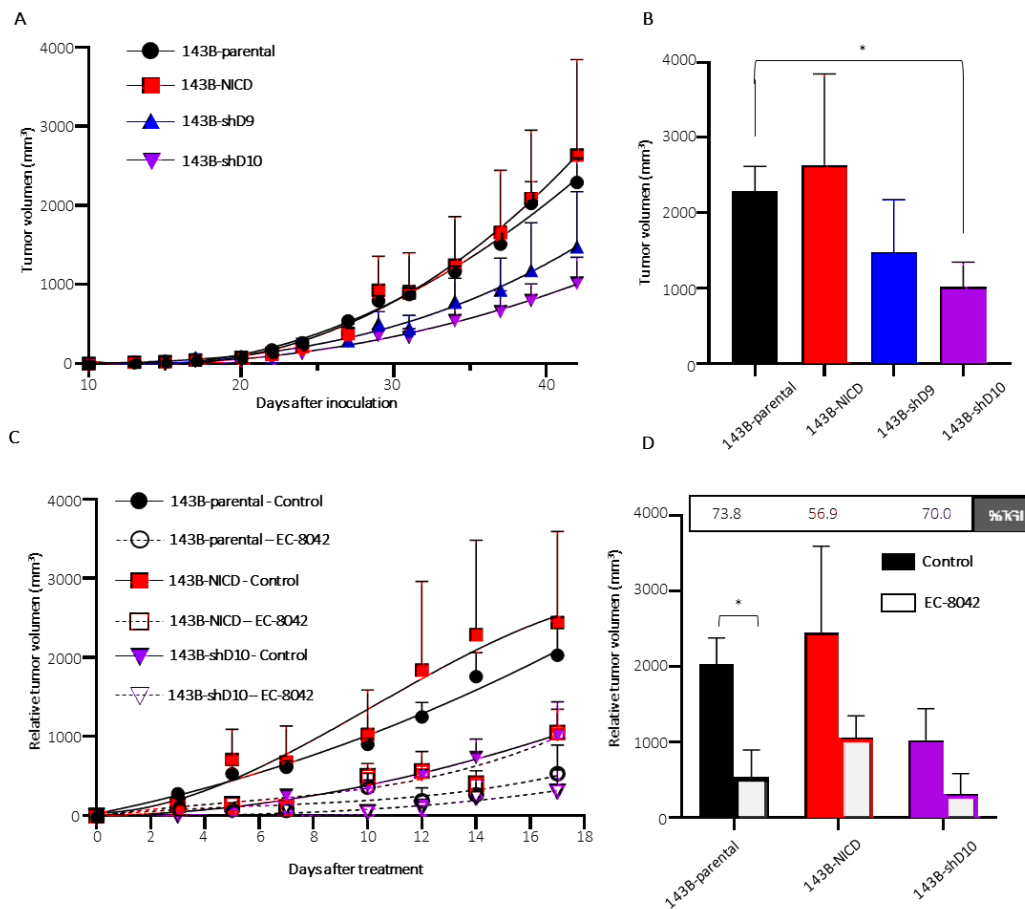 A
4000
3000
2000
1000
0
Tumor volumen (mm³)
143B-parental
143B-NICD
143B-shD9
143B-shD10
10
20
30
40
Days after inoculation
B
4000
3000
2000
1000
0
Tumor volumen (mm³)
*
143B-parental
143B-NICD
143B-shD9
143B-shD10
C
4000
3000
2000
1000
0
Relative tumor volumen (mm³)
143B-parental - Control
143B-parental – EC-8042
143B-NICD - Control
143B-NICD – EC-8042
143B-shD10 - Control
143B-shD10 – EC-8042
0
2
4
6
8
10
12
14
16
18
Days after treatment
D
73.8
56.9
70.0
%TGI
4000
3000
2000
1000
0
Relative tumor volumen (mm³)
Control
EC-8042
*
143B-parental
143B-NICD
143B-shD10